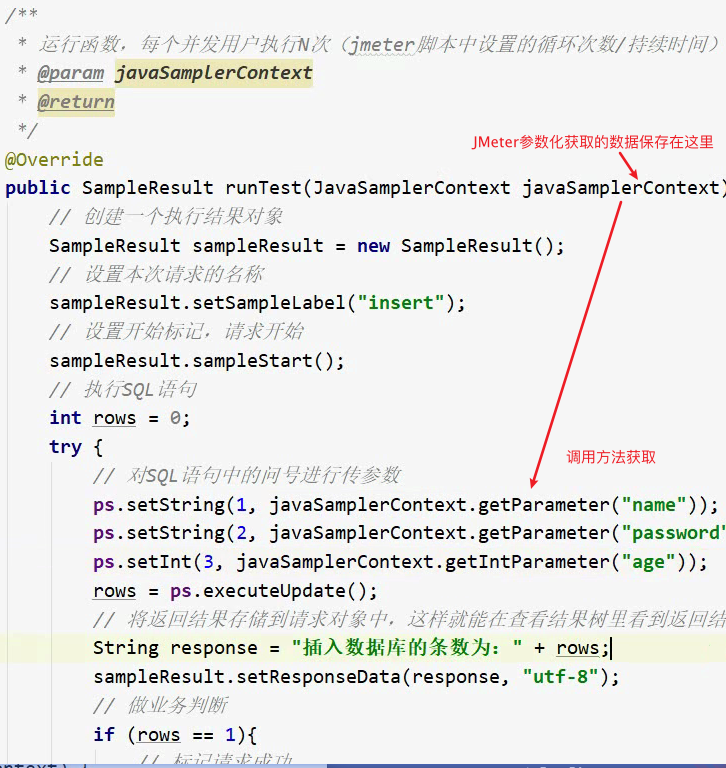 /**
 * 运行函数，每个并发用户执行N次（jmeter脚本中设置的循环次数/持续时间）
 * @param javaSamplerContext
 * @return
 */
JMeter参数化获取的数据保存在这里
@Override
public SampleResult runTest(JavaSamplerContext javaSamplerContext)
// 创建一个执行结果对象
SampleResult sampleResult = new SampleResult();
// 设置本次请求的名称
sampleResult.setSampleLabel("insert");
// 设置开始标记，请求开始
sampleResult.sampleStart();
// 执行SQL语句
int rows = 0;
try {
调用方法获取
// 对SQL语句中的问号进行传参数
ps.setString(1, javaSamplerContext.getParameter("name"));
ps.setString(2, javaSamplerContext.getParameter("password"
ps.setInt(3, javaSamplerContext.getIntParameter("age"));
rows = ps.executeUpdate();
// 将返回结果存储到请求对象中，这样就能在查看结果树里看到返回结
String response = "插入数据库的条数为：" + rows;
sampleResult.setResponseData(response, "utf-8");
// 做业务判断
if (rows == 1){
// 标记请求成功